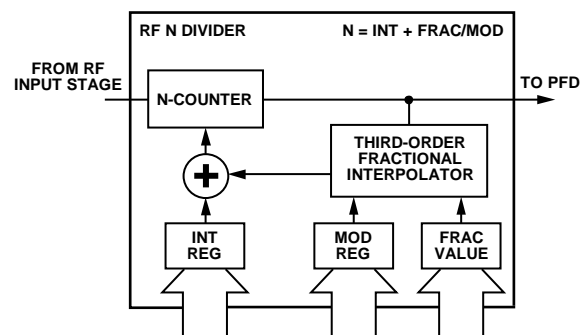 RF N DIVIDER
N = INT + FRAC/MOD
FROM RF
INPUT STAGE
TO PFD
N-COUNTER
THIRD-ORDER
FRACTIONAL
INTERPOLATOR
+
INT
REG
MOD
REG
FRAC
VALUE